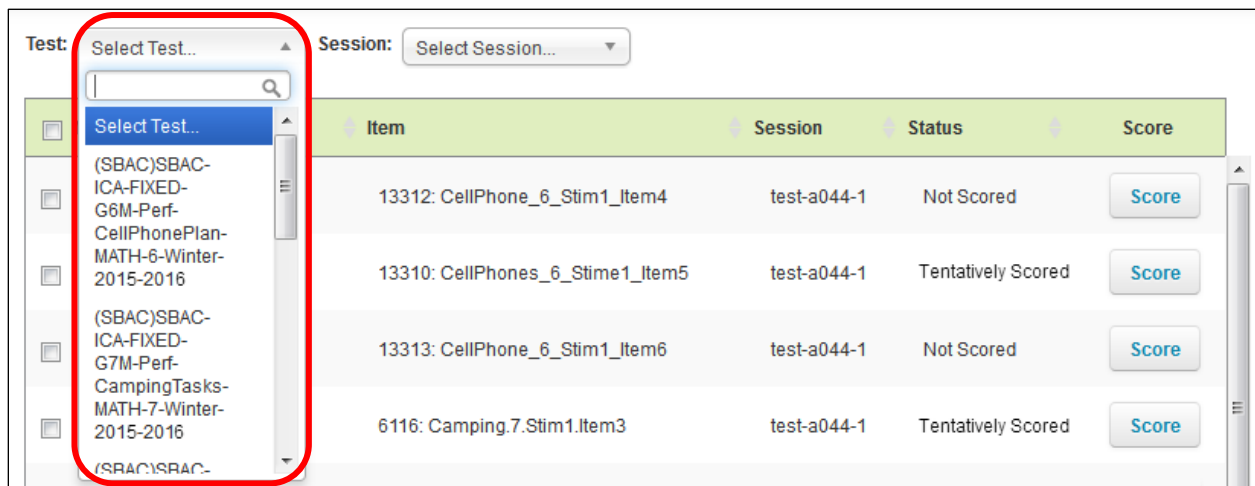 Test: Select Test... Session: Select Session...
Select Test...
Item Session Status Score
(SBAC)SBAC-
ICA-FIXED-
G6M-Perf-
CellPhonePlan-
MATH-6-Winter-
2015-2016
(SBAC)SBAC-
ICA-FIXED-
G7M-Perf-
CampingTasks-
MATH-7-Winter-
2015-2016
(SBAC)SBAC-
13312: CellPhone_6_Stim1_Item4 test-a044-1 Not Scored Score
13310: CellPhones_6_Stime1_Item5 test-a044-1 Tentatively Scored Score
13313: CellPhone_6_Stim1_Item6 test-a044-1 Not Scored Score
6116: Camping.7.Stim1.Item3 test-a044-1 Tentatively Scored Score